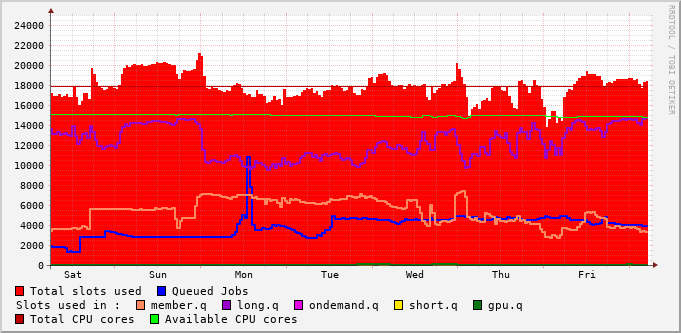 RRDTOOL / TOBI OETIKER
24000
22000
20000
18000
16000
14000
12000
10000
8000
6000
4000
2000
0
Sat Sun Mon Tue Wed Thu Fri
Total slots used Queued Jobs
Slots used in : member.q long.q ondemand.q short.q gpu.q
Total CPU cores Available CPU cores